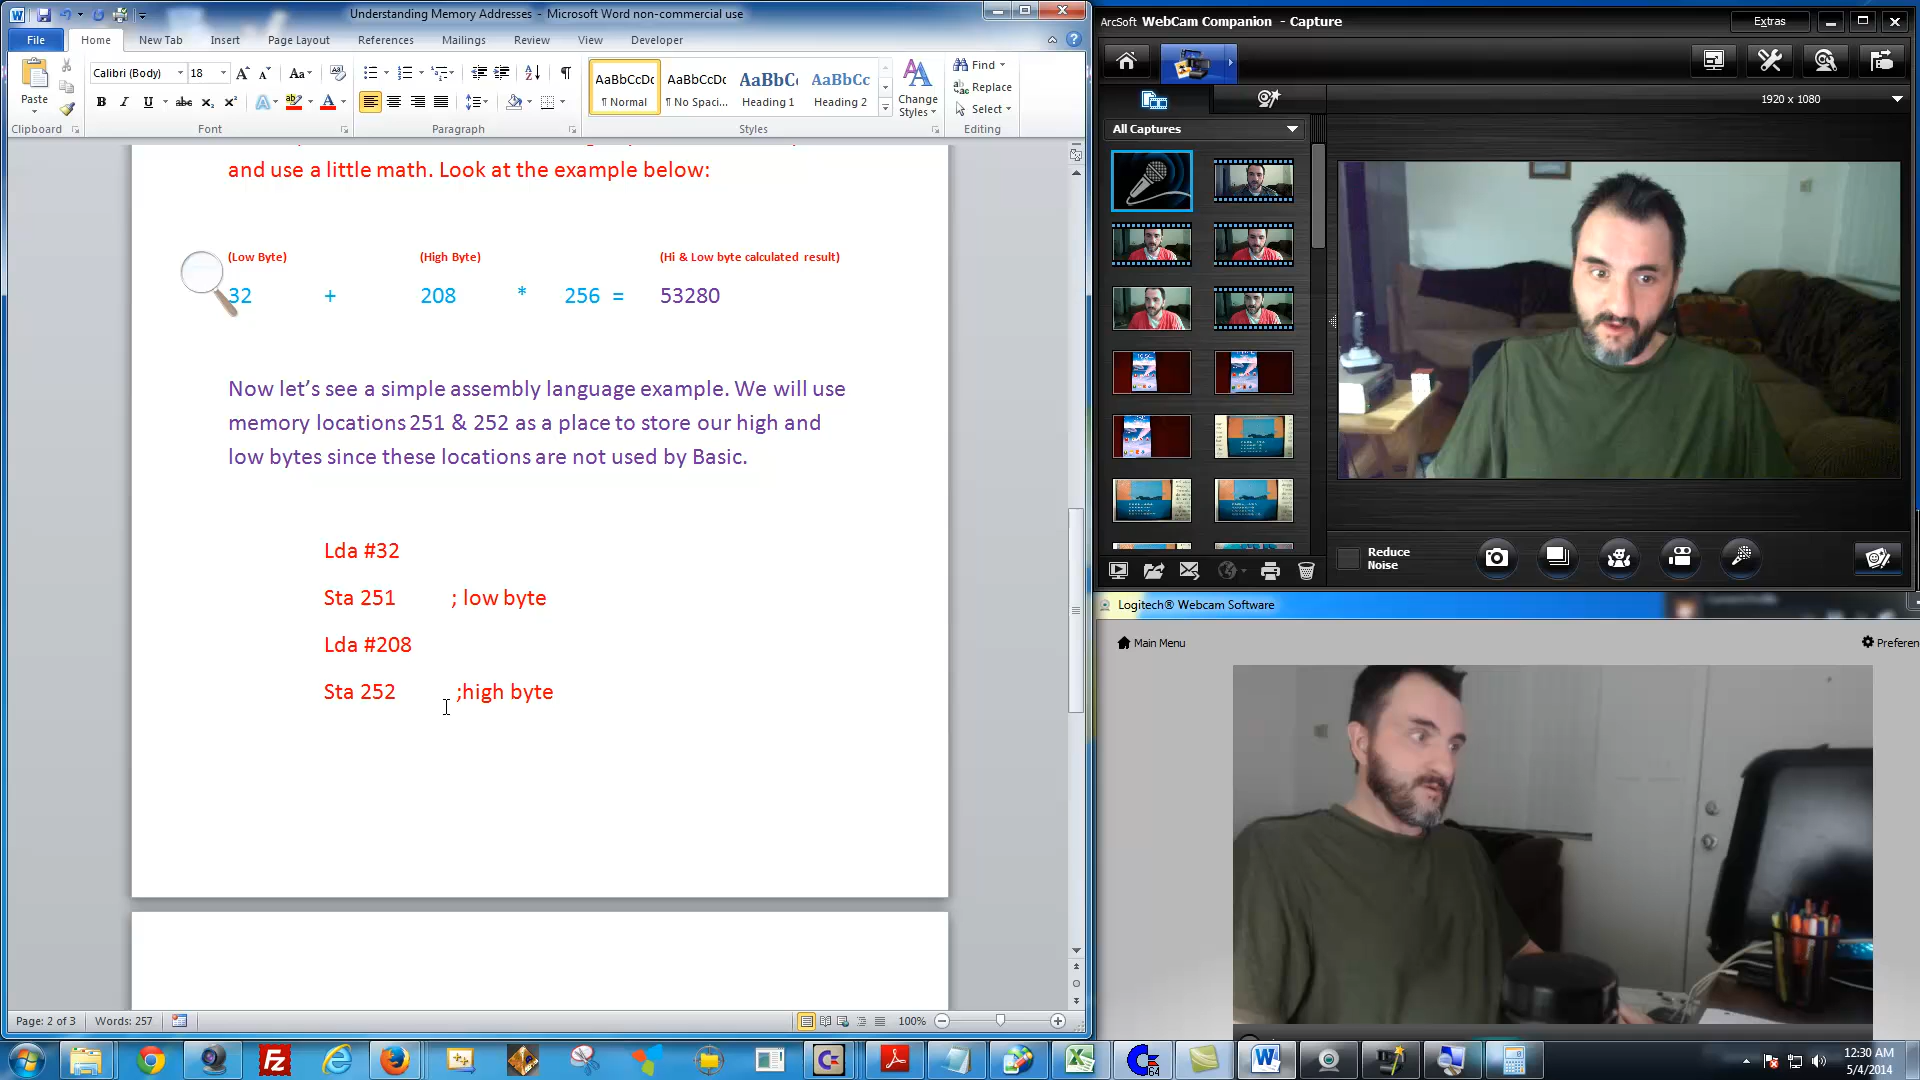 Understanding Memory Addresses - Microsoft Word non-commercial use
File Home New Tab Insert Page Layout References Mailings Review View Developer
Paste
Calibri (Body) 18
AaBbCcDc AaBbCcDc AaBbCc AaBbCc
¶ Normal ¶ No Spaci... Heading 1 Heading 2
Change
Styles
Find
Replace
Select
Clipboard Font Paragraph Styles Editing
and use a little math. Look at the example below:
(Low Byte) (High Byte) (Hi & Low byte calculated result)
32 + 208 * 256 = 53280
Now let's see a simple assembly language example. We will use
memory locations 251 & 252 as a place to store our high and
low bytes since these locations are not used by Basic.
Lda #32
Sta 251 ; low byte
Lda #208
Sta 252 ;high byte
Page: 2 of 3 Words: 257 100%
ArcSoft WebCam Companion - Capture Extras
1920 x 1080
All Captures
Reduce
Noise
Logitech® Webcam Software
Main Menu Preferen
64
12:30 AM
5/4/2014